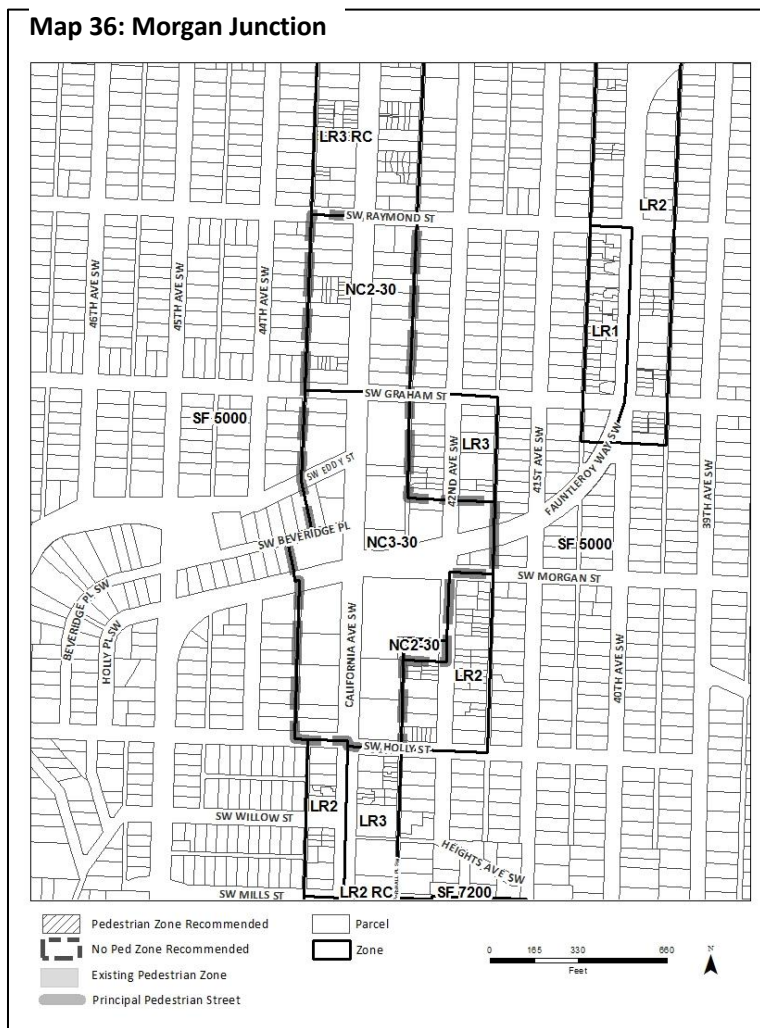 Map 36: Morgan Junction
LR3 RC
LR2
SW RAYMOND ST
46TH AVE SW
45TH AVE SW
44TH AVE SW
NC2-30
LR1
SW GRAHAM ST
SF 5000
LR3
42ND AVE SW
41ST AVE SW
FAUNTLEROY WAY SW
39TH AVE SW
SW EDDY ST
SW BEVERIDGE PL
NC3-30
SF 5000
SW MORGAN ST
BEVERIDGE PL SW
HOLLY PL SW
CALIFORNIA AVE SW
NC2-30
LR2
40TH AVE SW
SW HOLLY ST
LR2
SW WILLOW ST
LR3
HEIGHTS AVE SW
SW MILLS ST
LR2 RC
SF 7200
Pedestrian Zone Recommended
Parcel
No Ped Zone Recommended
Zone
0 165 330 660
Feet
N
Existing Pedestrian Zone
Principal Pedestrian Street